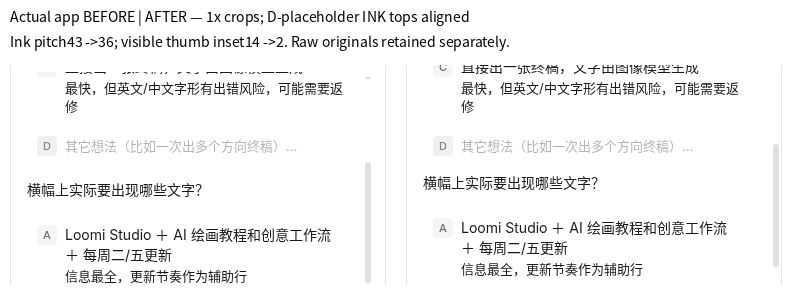 Actual app BEFORE | AFTER — 1x crops; D-placeholder INK tops aligned
Ink pitch43 ->36; visible thumb inset14 ->2. Raw originals retained separately.
最快，但英文/中文字形有出错风险，可能需要返
修
D 其它想法（比如一次出多个方向终稿）...
横幅上实际要出现哪些文字？
A Loomi Studio ＋ AI 绘画教程和创意工作流
＋ 每周二/五更新
信息最全，更新节奏作为辅助行
C 直接出一张终稿，文字由图像模型生成
最快，但英文/中文字形有出错风险，可能需要返
修
D 其它想法（比如一次出多个方向终稿）...
横幅上实际要出现哪些文字？
A Loomi Studio ＋ AI 绘画教程和创意工作流
＋ 每周二/五更新
信息最全，更新节奏作为辅助行